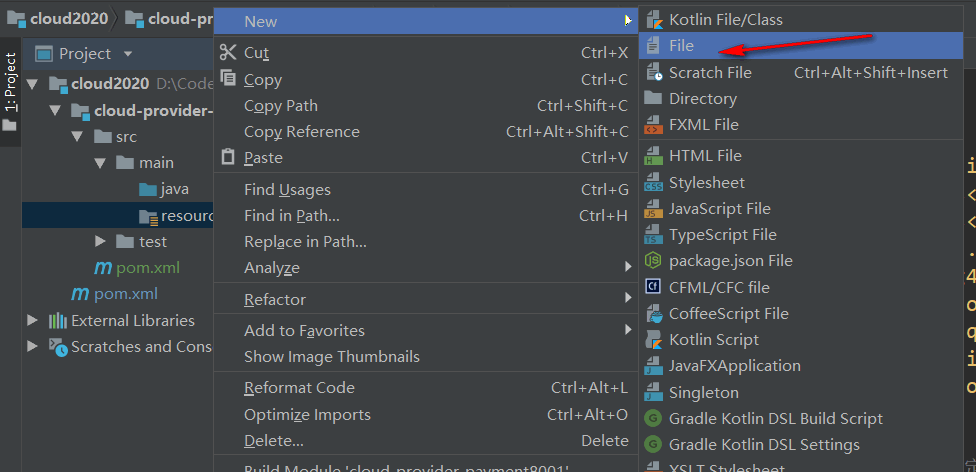 cloud2020 cloud-pr
Project
1: Project
cloud2020 D:\Code
cloud-provider-
src
main
java
resourc
test
pom.xml
pom.xml
External Libraries
Scratches and Cons
New
Cut Ctrl+X
Copy Ctrl+C
Copy Path Ctrl+Shift+C
Copy Reference Ctrl+Alt+Shift+C
Paste Ctrl+V
Find Usages Ctrl+G
Find in Path... Ctrl+H
Replace in Path...
Analyze
Refactor
Add to Favorites
Show Image Thumbnails
Reformat Code Ctrl+Alt+L
Optimize Imports Ctrl+Alt+O
Delete... Delete
Build Module 'cloud-provider-payment8001'
Kotlin File/Class
File
Scratch File Ctrl+Alt+Shift+Insert
Directory
FXML File
HTML File
Stylesheet
JavaScript File
TypeScript File
package.json File
CFML/CFC file
CoffeeScript File
Kotlin Script
JavaFXApplication
Singleton
Gradle Kotlin DSL Build Script
Gradle Kotlin DSL Settings
XSLT Stylesheet